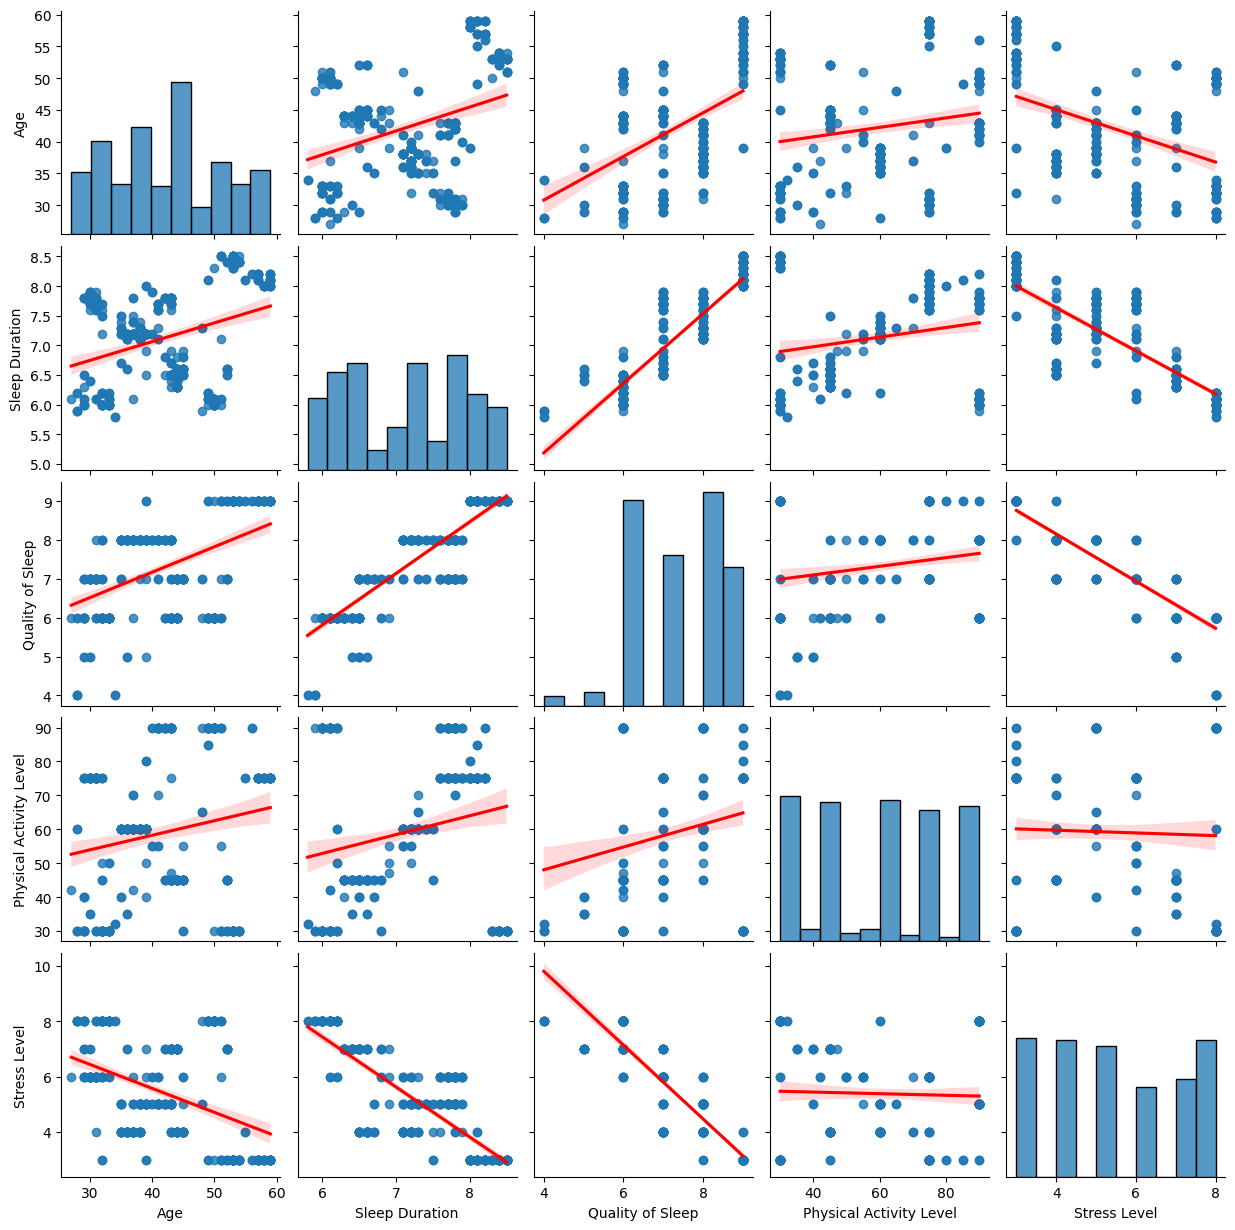 60
55
50
45
40
35
30
Age
8.5
8.0
7.5
7.0
6.5
6.0
5.5
5.0
Sleep Duration
9
8
7
6
5
4
Quality of Sleep
90
80
70
60
50
40
30
Physical Activity Level
10
8
6
4
Stress Level
30 40 50 60
6 7 8
4 6 8
40 60 80
4 6 8
Age Sleep Duration Quality of Sleep Physical Activity Level Stress Level